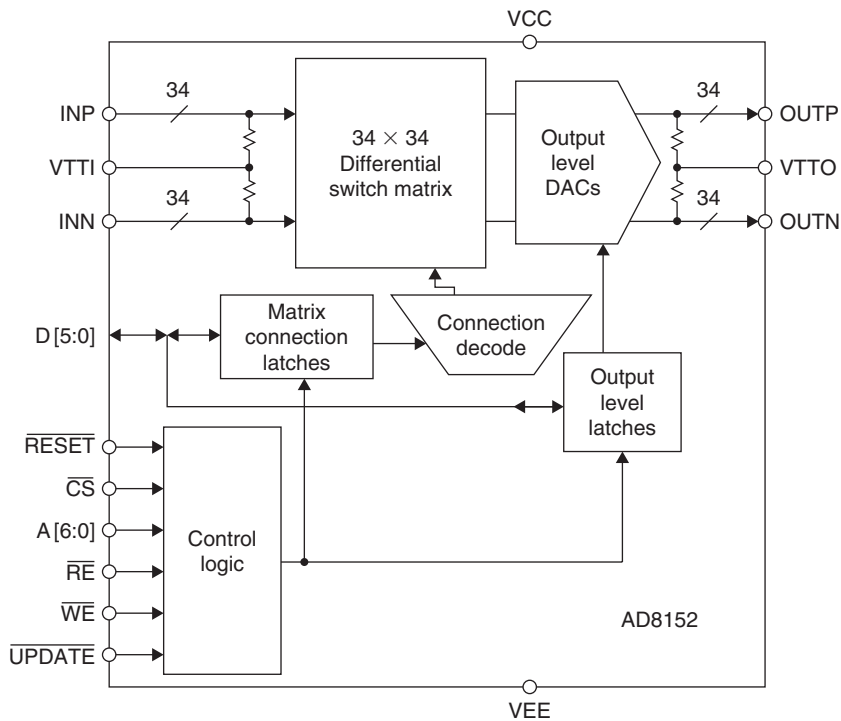 VCC
34
34
INP
OUTP
34 × 34
Differential
switch matrix
Output
level
DACs
VTTI
VTTO
34
34
INN
OUTN
D [5:0]
Matrix
connection
latches
Connection
decode
Output
level
latches
RESET
CS
A [6:0]
RE
WE
UPDATE
Control
logic
AD8152
VEE